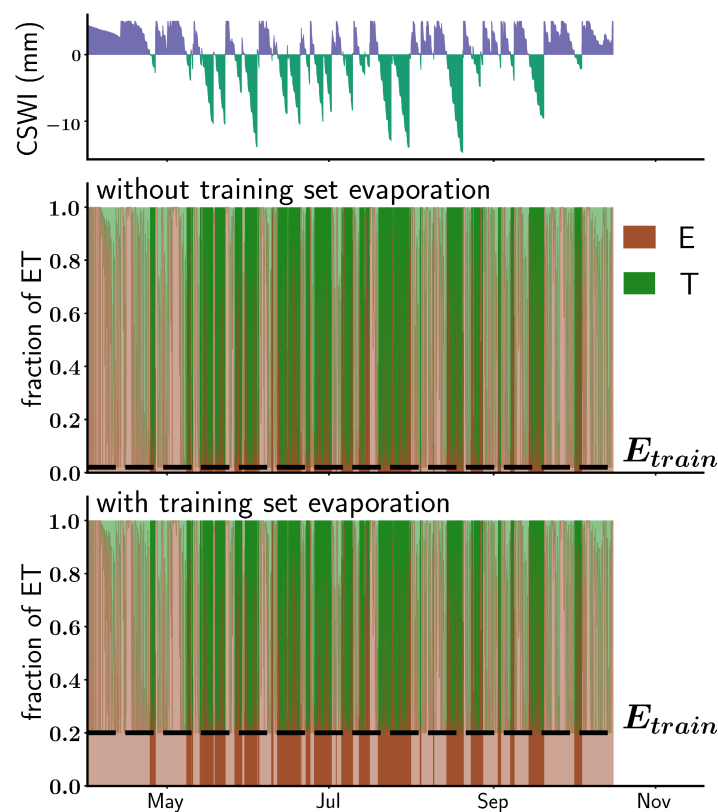 CSWI (mm)
0
−10
without training set evaporation
fraction of ET
1.0
0.8
0.6
0.4
0.2
0.0
E
T
E_train
with training set evaporation
fraction of ET
1.0
0.8
0.6
0.4
0.2
0.0
E_train
May Jul Sep Nov